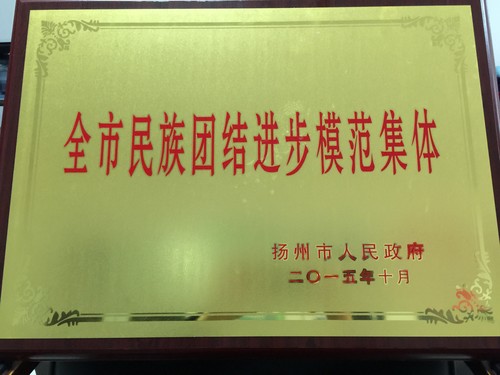 全市民族团结进步模范集体
扬州市人民政府
二〇一五年十月